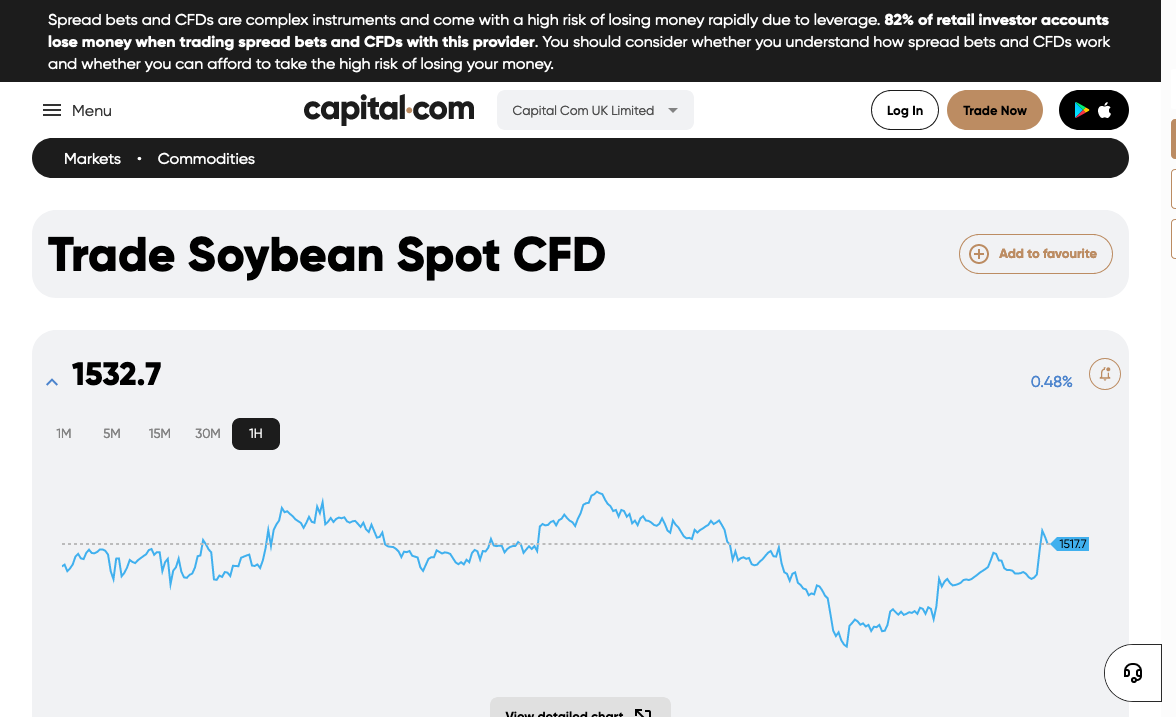 Spread bets and CFDs are complex instruments and come with a high risk of losing money rapidly due to leverage. 82% of retail investor accounts
lose money when trading spread bets and CFDs with this provider. You should consider whether you understand how spread bets and CFDs work
and whether you can afford to take the high risk of losing your money.
Menu
capital.com
Capital Com UK Limited
Log In
Trade Now
Markets • Commodities
Trade Soybean Spot CFD
Add to favourite
1532.7
0.48%
1M 5M 15M 30M 1H
1517.7
View detailed chart